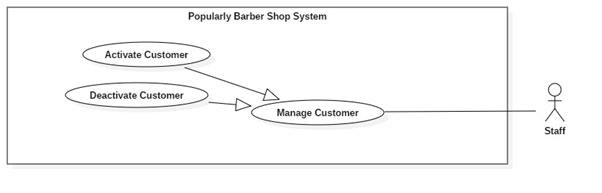 Popularly Barber Shop System
Activate Customer
Deactivate Customer
Manage Customer
Staff